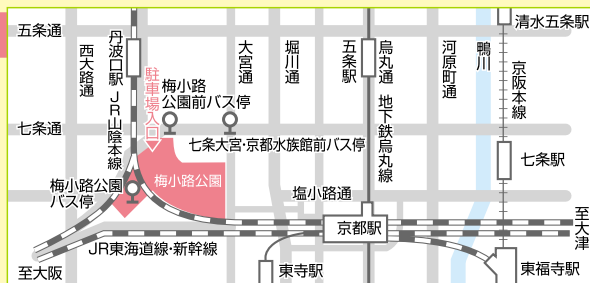 五条通
西大路通
丹波口駅
JR山陰本線
駐車場入口
梅小路
公園前バス停
大宮通
堀川通
五条駅
烏丸通
地下鉄烏丸線
河原町通
鴨川
清水五条駅
京阪本線
七条通
七条大宮・京都水族館前バス停
七条駅
梅小路公園
バス停
梅小路公園
塩小路通
京都駅
至大津
JR東海道線・新幹線
至大阪
東寺駅
東福寺駅